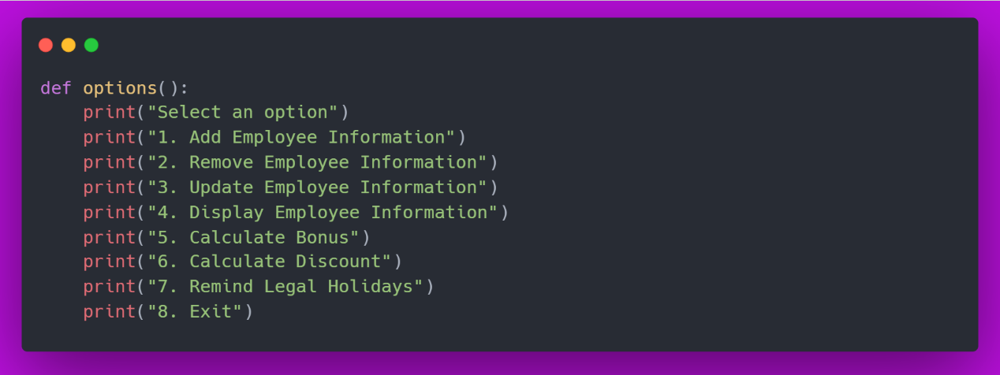 def options():
    print("Select an option")
    print("1. Add Employee Information")
    print("2. Remove Employee Information")
    print("3. Update Employee Information")
    print("4. Display Employee Information")
    print("5. Calculate Bonus")
    print("6. Calculate Discount")
    print("7. Remind Legal Holidays")
    print("8. Exit")